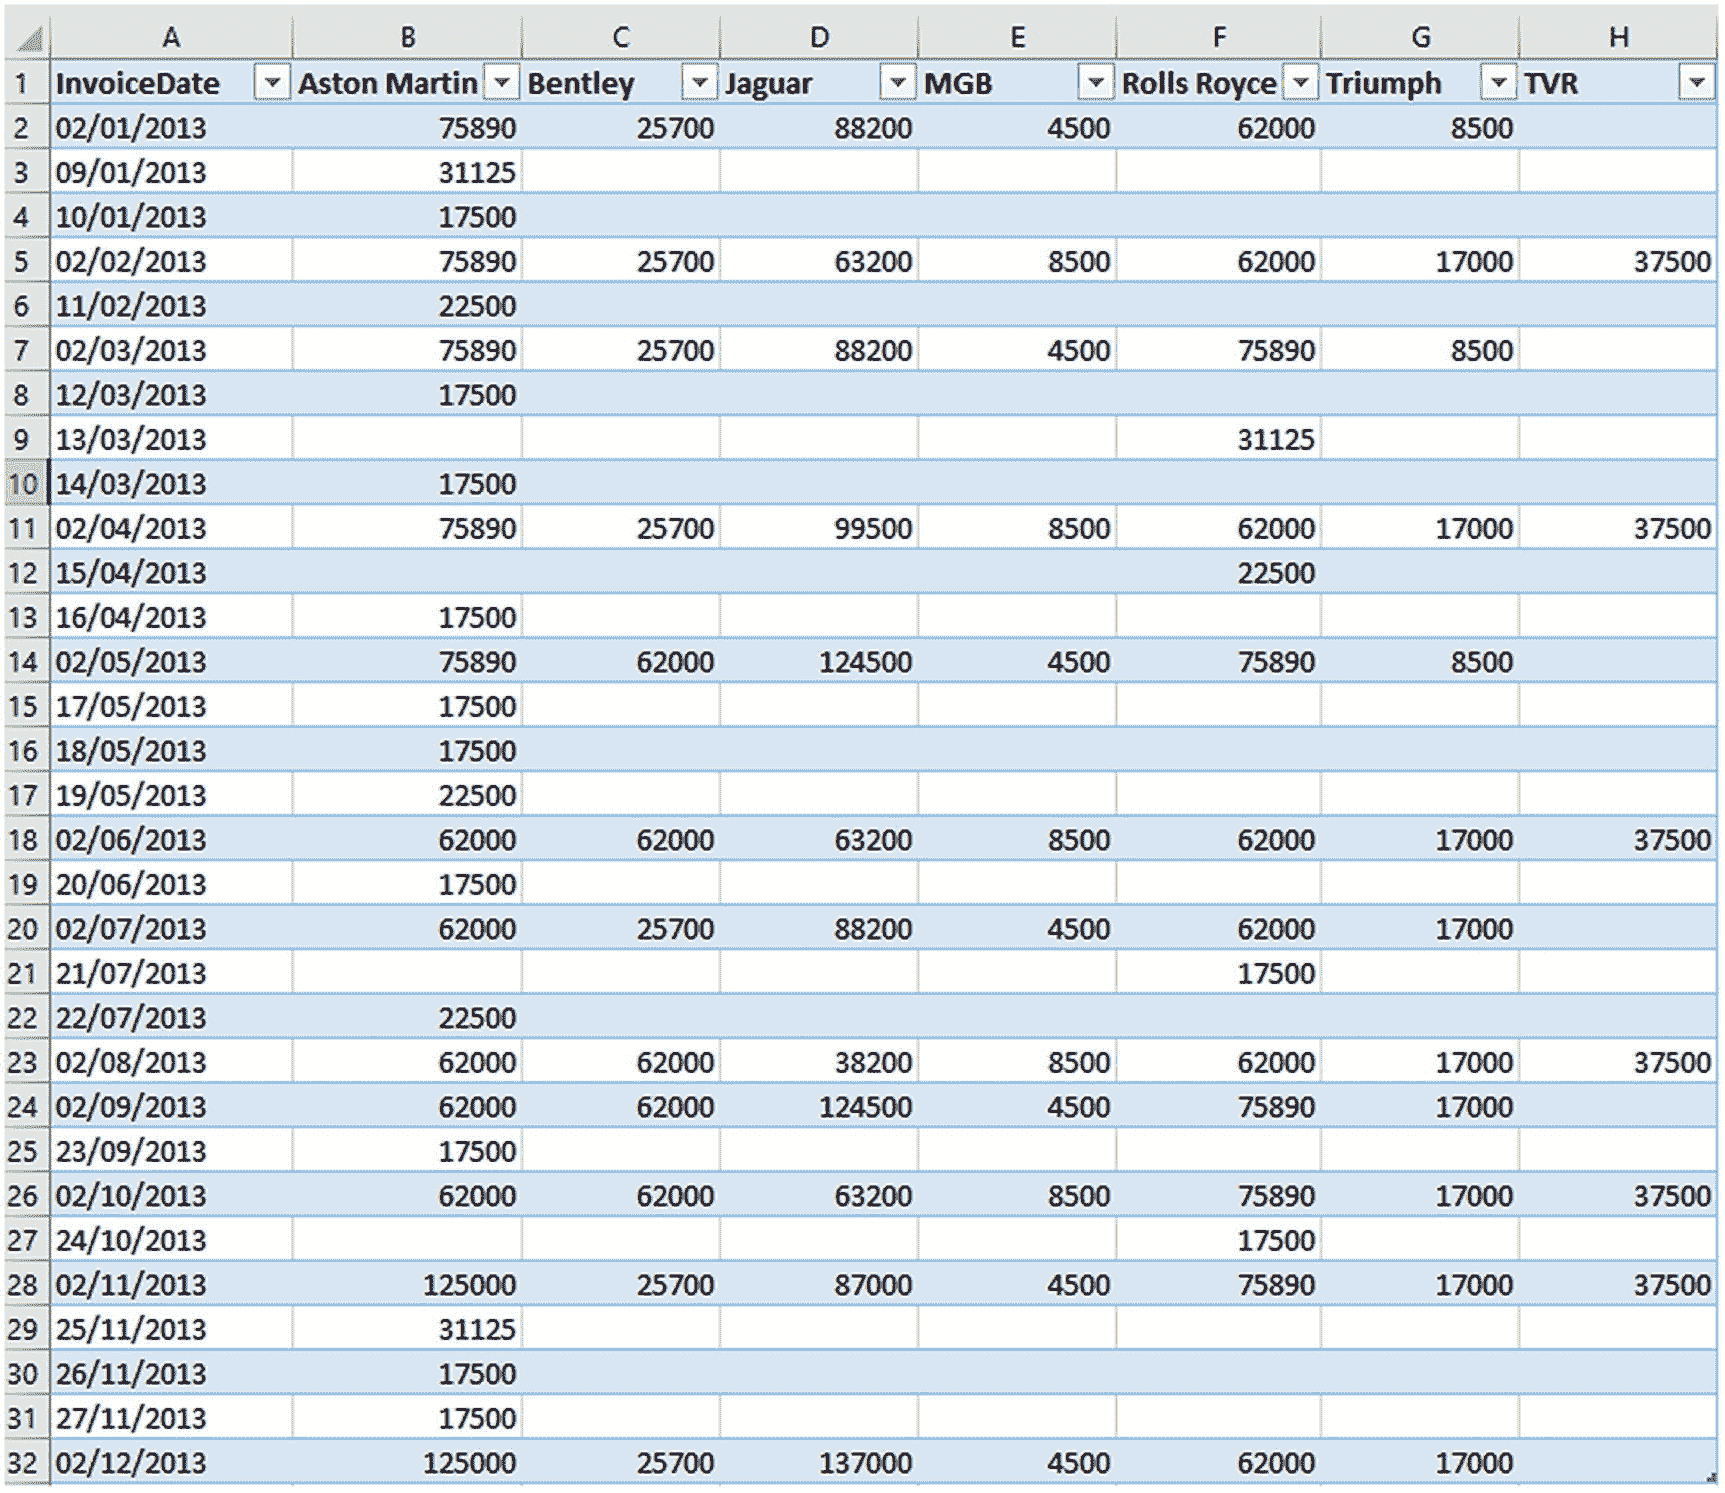 A B C D E F G H
1 InvoiceDate Aston Martin Bentley Jaguar MGB Rolls Royce Triumph TVR
2 02/01/2013 75890 25700 88200 4500 62000 8500
3 09/01/2013 31125
4 10/01/2013 17500
5 02/02/2013 75890 25700 63200 8500 62000 17000 37500
6 11/02/2013 22500
7 02/03/2013 75890 25700 88200 4500 75890 8500
8 12/03/2013 17500
9 13/03/2013 31125
10 14/03/2013 17500
11 02/04/2013 75890 25700 99500 8500 62000 17000 37500
12 15/04/2013 22500
13 16/04/2013 17500
14 02/05/2013 75890 62000 124500 4500 75890 8500
15 17/05/2013 17500
16 18/05/2013 17500
17 19/05/2013 22500
18 02/06/2013 62000 62000 63200 8500 62000 17000 37500
19 20/06/2013 17500
20 02/07/2013 62000 25700 88200 4500 62000 17000
21 21/07/2013 17500
22 22/07/2013 22500
23 02/08/2013 62000 62000 38200 8500 62000 17000 37500
24 02/09/2013 62000 62000 124500 4500 75890 17000
25 23/09/2013 17500
26 02/10/2013 62000 62000 63200 8500 75890 17000 37500
27 24/10/2013 17500
28 02/11/2013 125000 25700 87000 4500 75890 17000 37500
29 25/11/2013 31125
30 26/11/2013 17500
31 27/11/2013 17500
32 02/12/2013 125000 25700 137000 4500 62000 17000